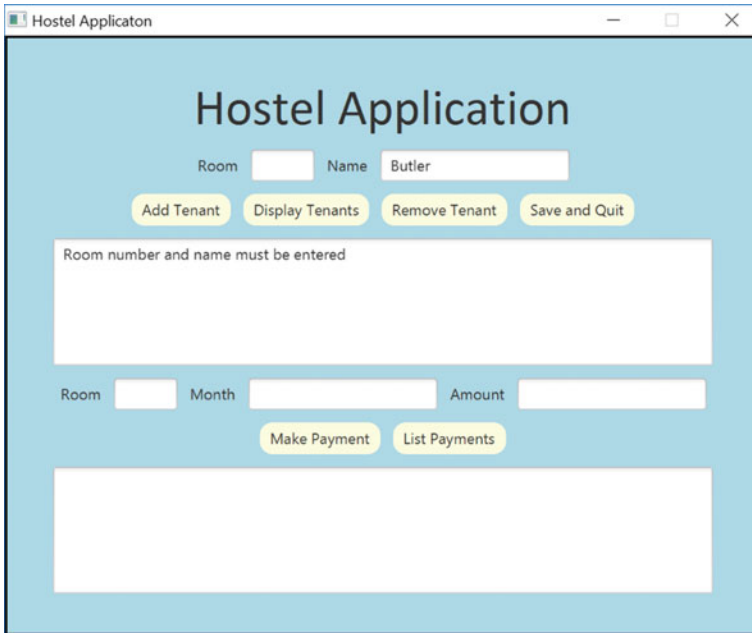 Hostel Applicaton
Hostel Application
Room Name Butler
Add Tenant Display Tenants Remove Tenant Save and Quit
Room number and name must be entered
Room Month Amount
Make Payment List Payments